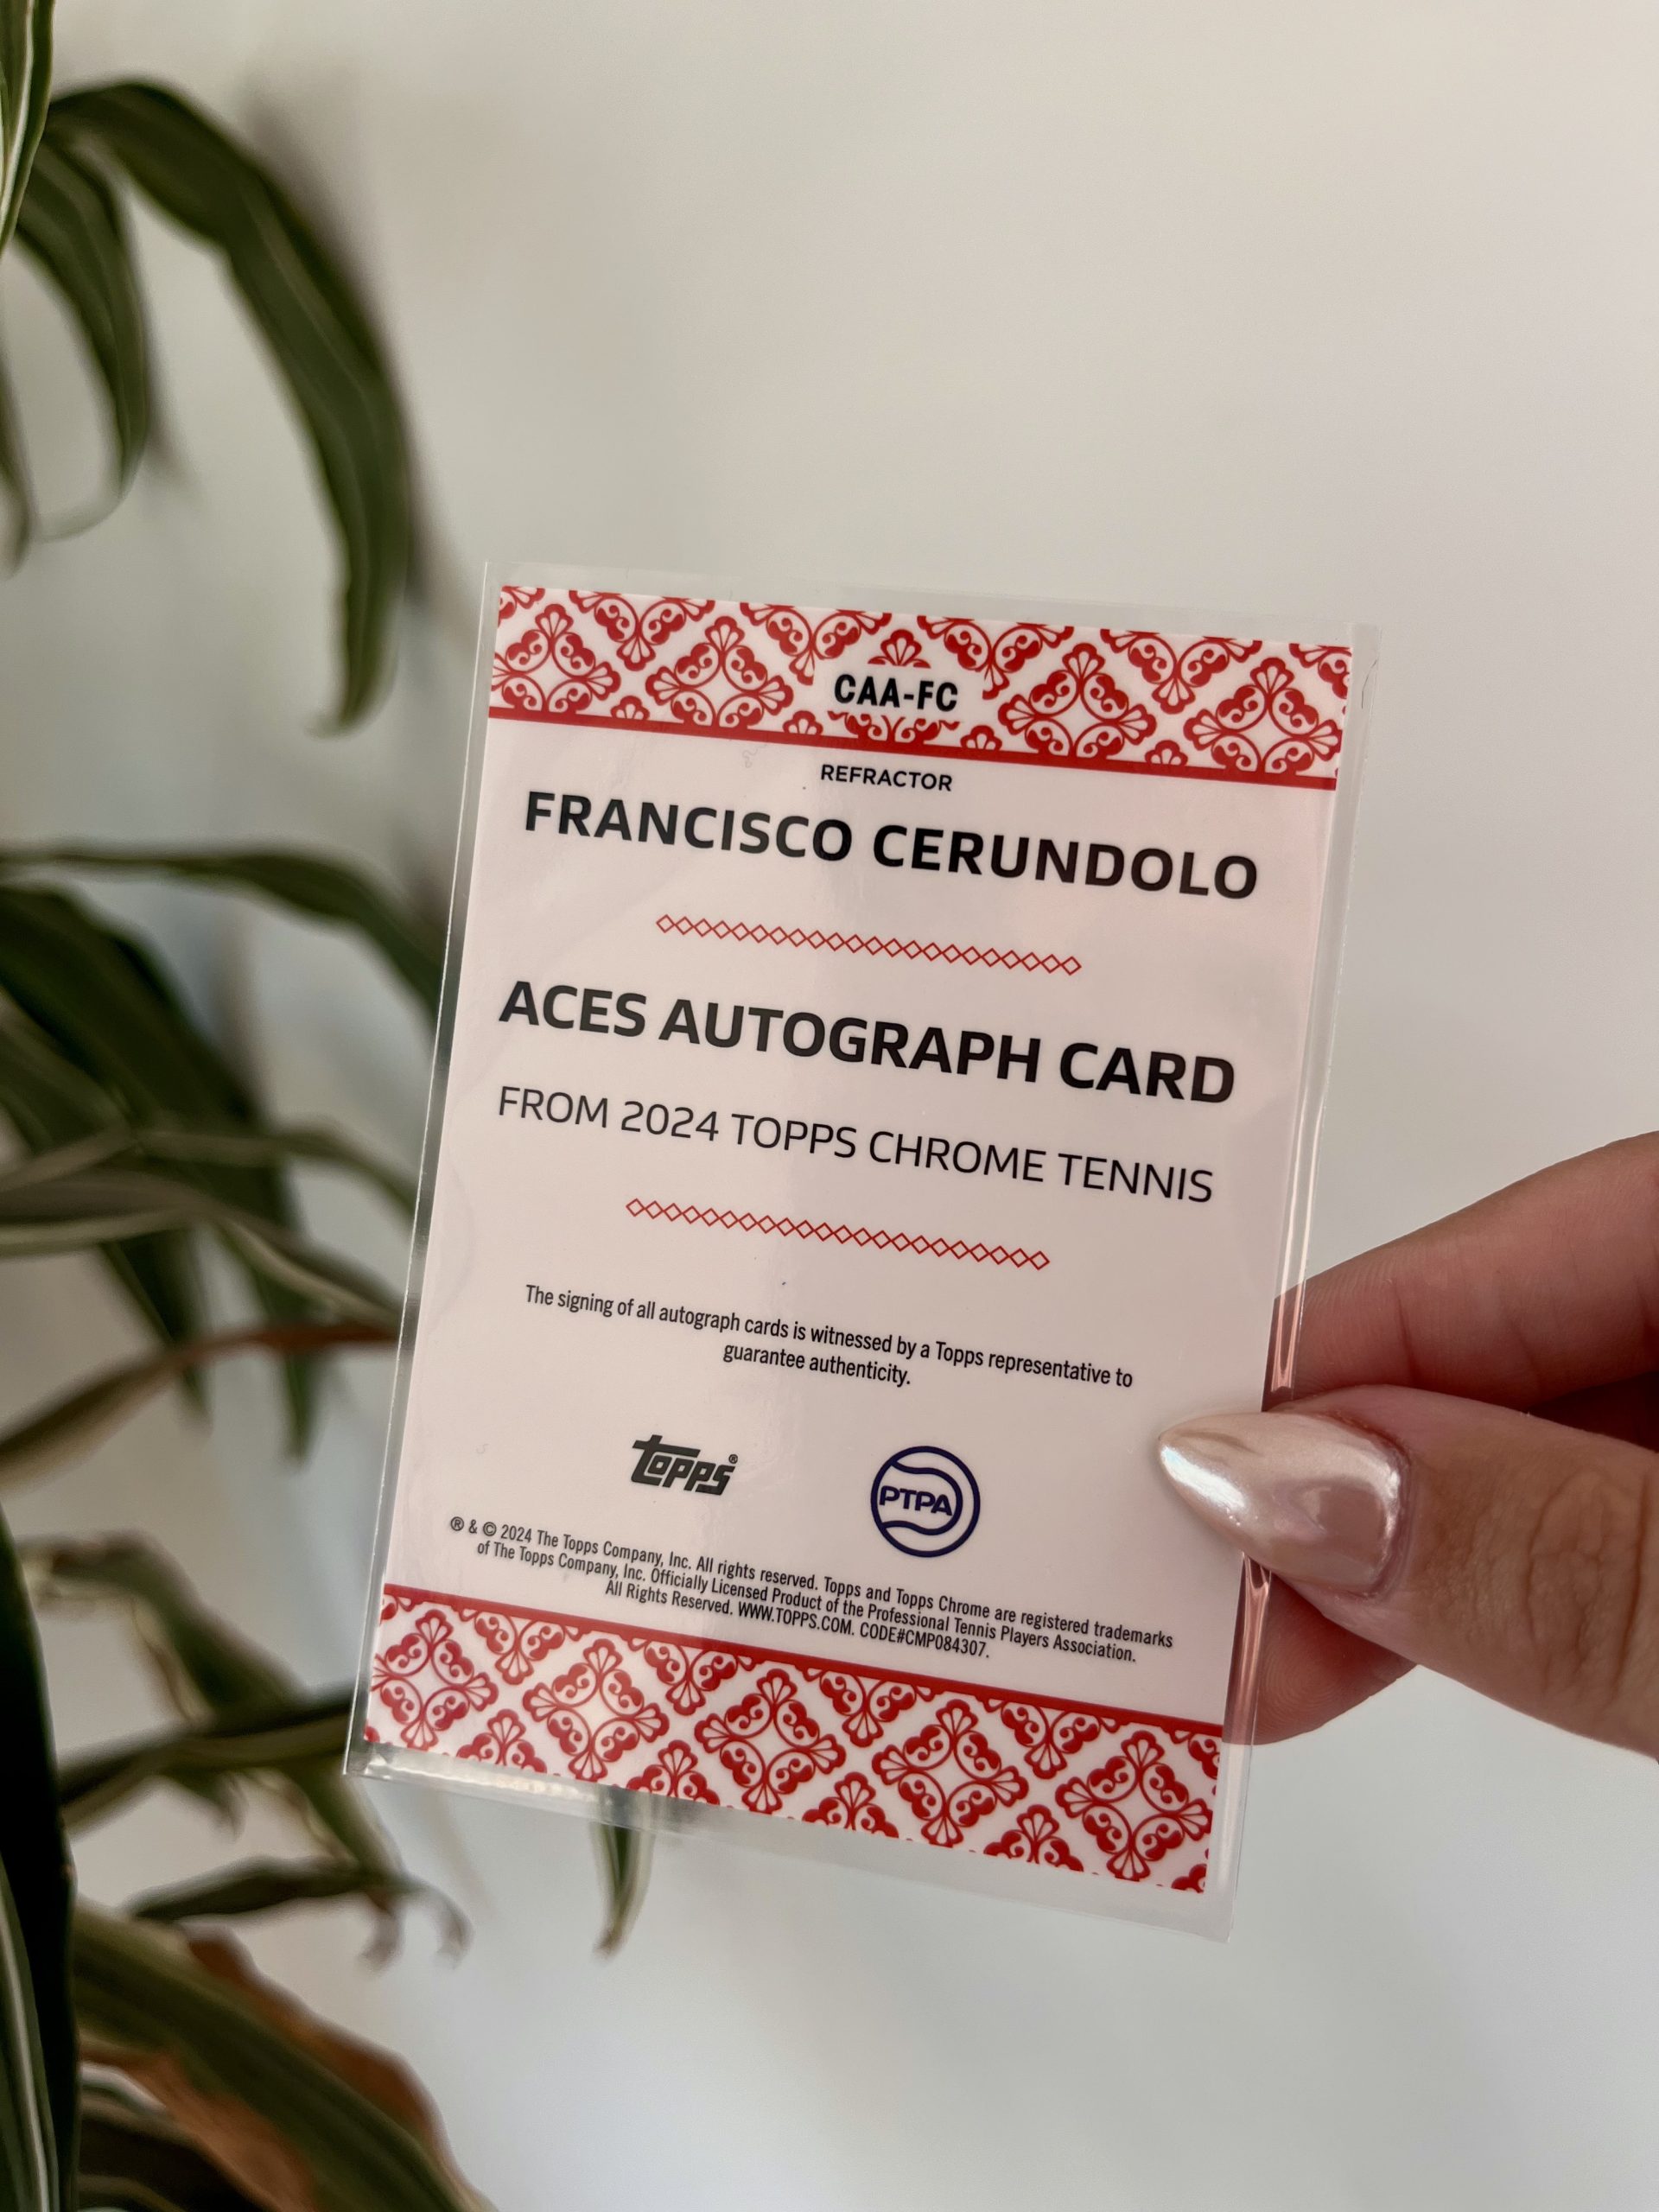 CAA-FC
REFRACTOR
FRANCISCO CERUNDOLO
ACES AUTOGRAPH CARD
FROM 2024 TOPPS CHROME TENNIS
The signing of all autograph cards is witnessed by a Topps representative to
guarantee authenticity.
topps®
PTPA
® & © 2024 The Topps Company, Inc. All rights reserved. Topps and Topps Chrome are registered trademarks
of The Topps Company, Inc. Officially Licensed Product of the Professional Tennis Players Association.
All Rights Reserved. WWW.TOPPS.COM. CODE#CMP084307.